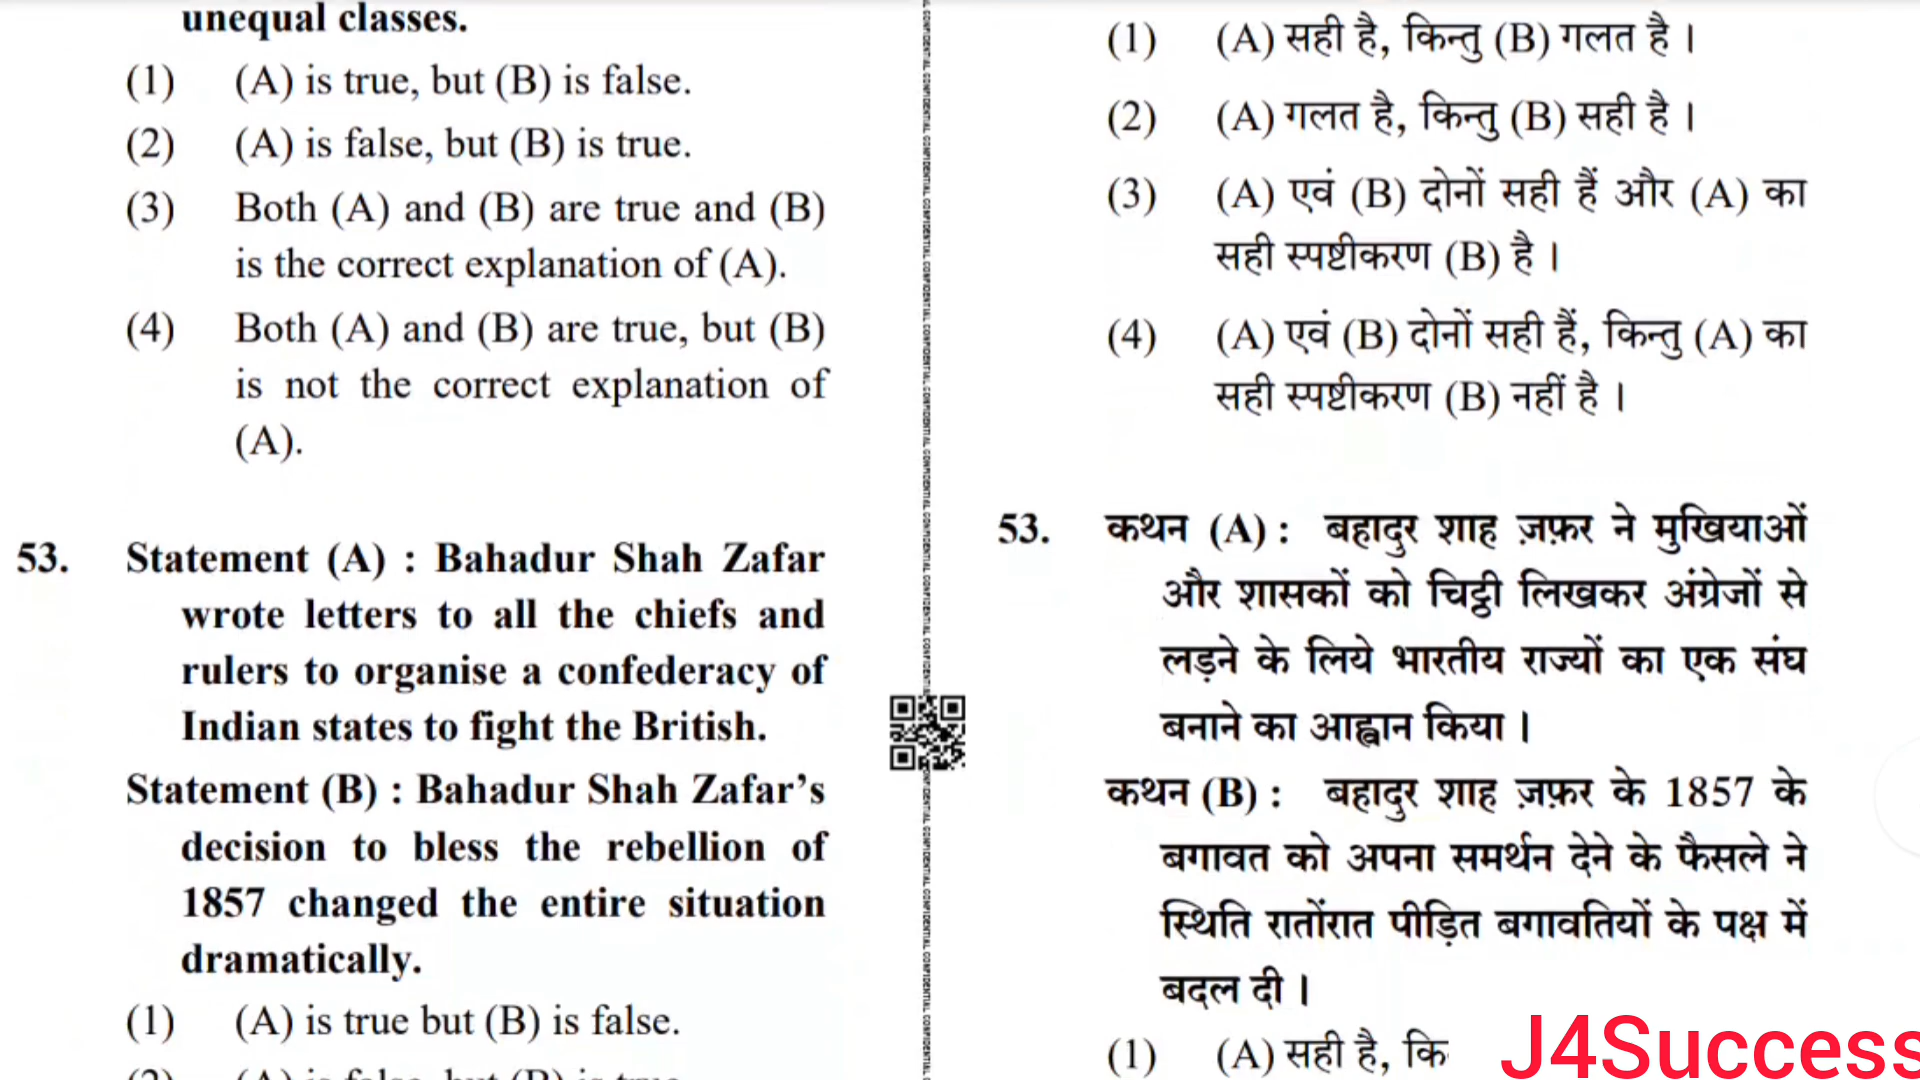 unequal classes.
(1) (A) is true, but (B) is false.
(2) (A) is false, but (B) is true.
(3) Both (A) and (B) are true and (B)
is the correct explanation of (A).
(4) Both (A) and (B) are true, but (B)
is not the correct explanation of
(A).
53. Statement (A) : Bahadur Shah Zafar
wrote letters to all the chiefs and
rulers to organise a confederacy of
Indian states to fight the British.
Statement (B) : Bahadur Shah Zafar’s
decision to bless the rebellion of
1857 changed the entire situation
dramatically.
(1) (A) is true but (B) is false.
(1) (A) सही है, किन्तु (B) गलत है ।
(2) (A) गलत है, किन्तु (B) सही है ।
(3) (A) एवं (B) दोनों सही हैं और (A) का
सही स्पष्टीकरण (B) है ।
(4) (A) एवं (B) दोनों सही हैं, किन्तु (A) का
सही स्पष्टीकरण (B) नहीं है ।
53. कथन (A) : बहादुर शाह ज़फ़र ने मुखियाओं
और शासकों को चिट्ठी लिखकर अंग्रेजों से
लड़ने के लिये भारतीय राज्यों का एक संघ
बनाने का आह्वान किया ।
कथन (B) : बहादुर शाह ज़फ़र के 1857 के
बगावत को अपना समर्थन देने के फैसले ने
स्थिति रातोंरात पीड़ित बगावतियों के पक्ष में
बदल दी ।
(1) (A) सही है,
J4Success